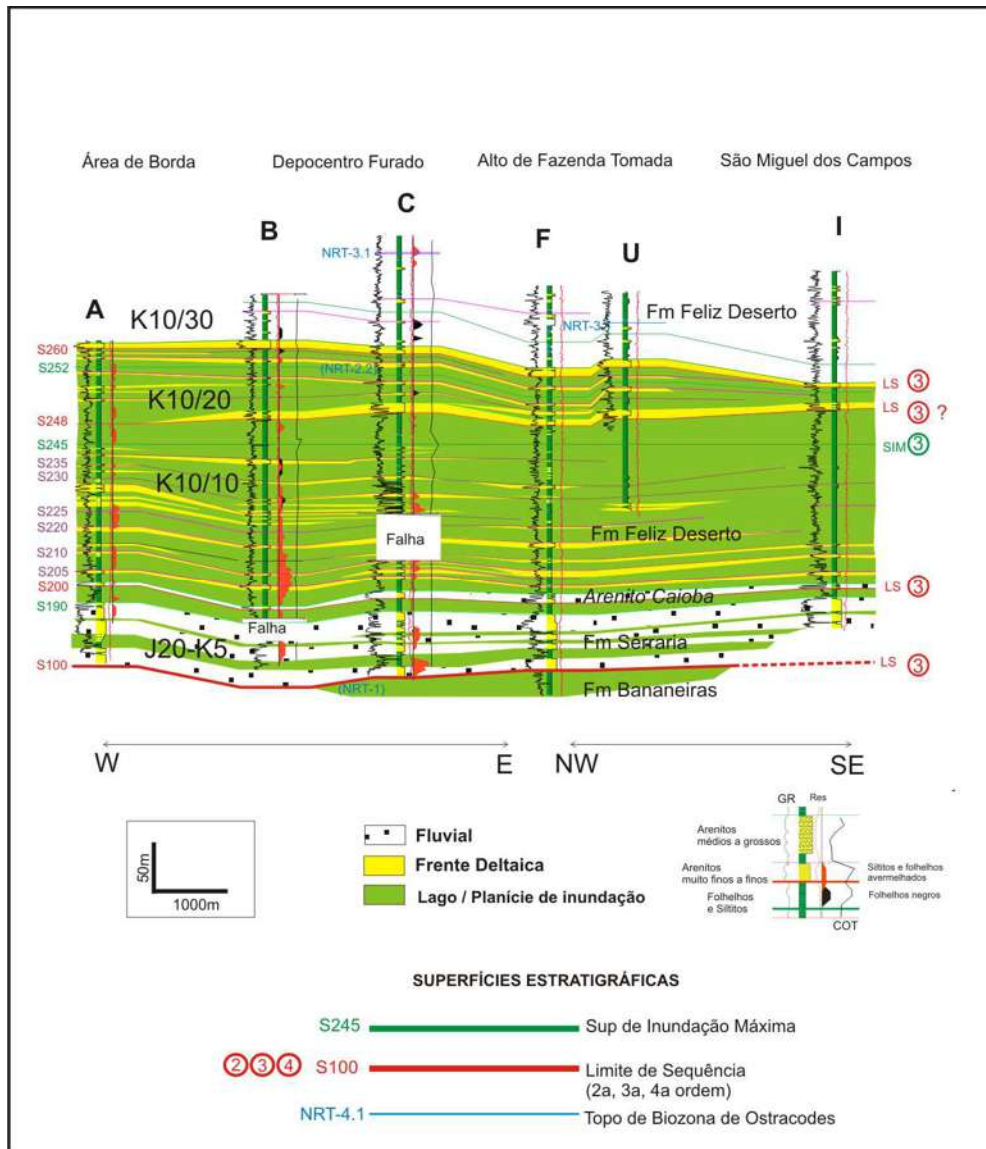 Área de Borda
Depocentro Furado
Alto de Fazenda Tomada
São Miguel dos Campos
A
B
C
F
U
I
NRT-3.1
K10/30
Fm Feliz Deserto
S260
S252
(NRT-2.2)
LS 3
K10/20
LS 3 ?
S248
S245
SIM 3
S235
S230
K10/10
S225
S220
Falha
Fm Feliz Deserto
S210
S205
S200
Arenito Caioba
LS 3
S190
Falha
J20-K5
Fm Serraria
S100
LS 3
(NRT-1)
Fm Bananeiras
W
E
NW
SE
50m
1000m
Fluvial
Frente Deltaica
Lago / Planície de inundação
GR
Res
Arenitos
médios a grossos
Arenitos
muito finos a finos
Siltitos e folhelhos
avermelhados
Folhelhos
e Siltitos
Folhelhos negros
COT
SUPERFÍCIES ESTRATIGRÁFICAS
S245
Sup de Inundação Máxima
2 3 4 S100
Limite de Sequência
(2a, 3a, 4a ordem)
NRT-4.1
Topo de Biozona de Ostracodes